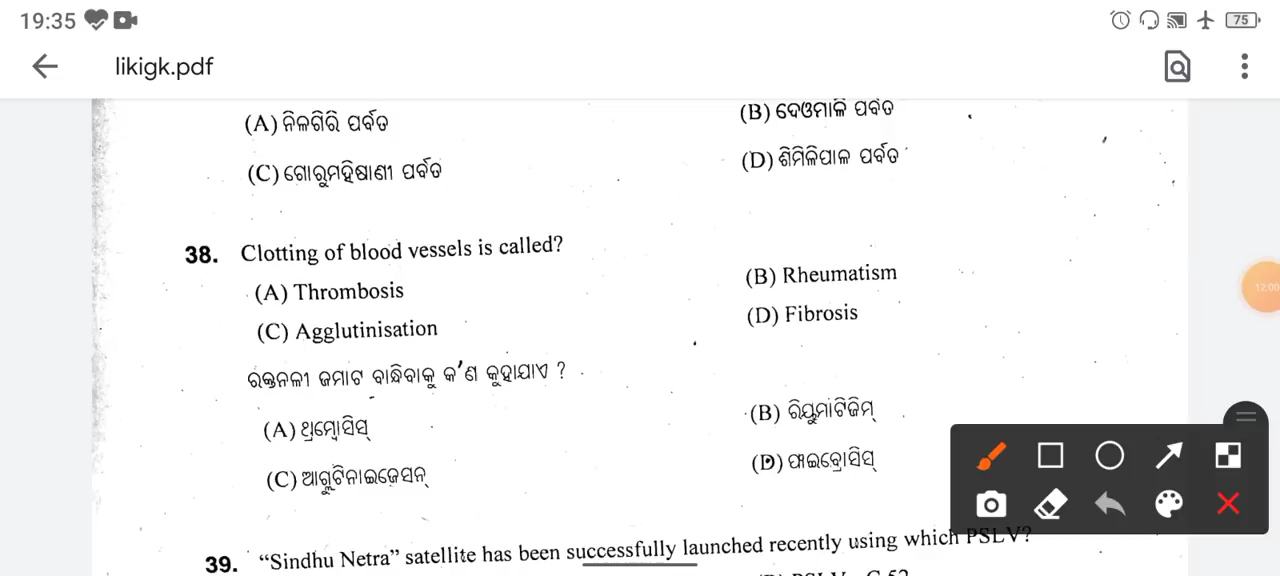 19:35
75
likigk.pdf
(A) ନିଳଗିରି ପର୍ବତ
(B) ଦେଓମାଳି ପର୍ବତ
(C) ଗୋରୁମହିଷାଣୀ ପର୍ବତ
(D) ଶିମିଳିପାଳ ପର୍ବତ
38. Clotting of blood vessels is called?
(A) Thrombosis
(B) Rheumatism
(C) Agglutinisation
(D) Fibrosis
ରକ୍ତନଳୀ ଜମାଟ ବାନ୍ଧିବାକୁ କ'ଣ କୁହାଯାଏ ?
(A) ଥ୍ରମ୍ବୋସିସ୍
(B) ରିୟୁମାଟିଜିମ୍
(C) ଆଗ୍ଲୁଟିନାଇଜେସନ୍
(D) ଫାଇବ୍ରୋସିସ୍
12:00
39. “Sindhu Netra” satellite has been successfully launched recently using which PSLV?